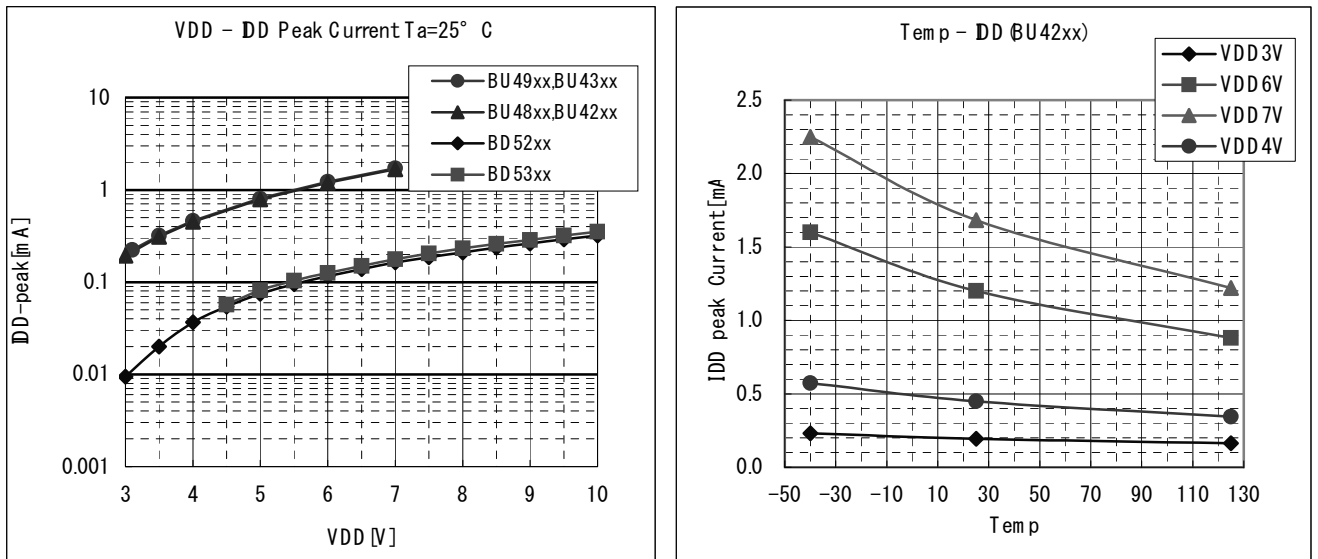 VDD - IDD Peak Current Ta=25° C
BU49xx,BU43xx
BU48xx,BU42xx
BD52xx
BD53xx
10
1
0.1
0.01
0.001
IDD-peak[mA]
3 4 5 6 7 8 9 10
VDD [V]
Temp - IDD (BU42xx)
VDD3V
VDD6V
VDD7V
VDD4V
2.5
2.0
1.5
1.0
0.5
0.0
IDD peak Current[mA]
-50 -30 -10 10 30 50 70 90 110 130
Temp